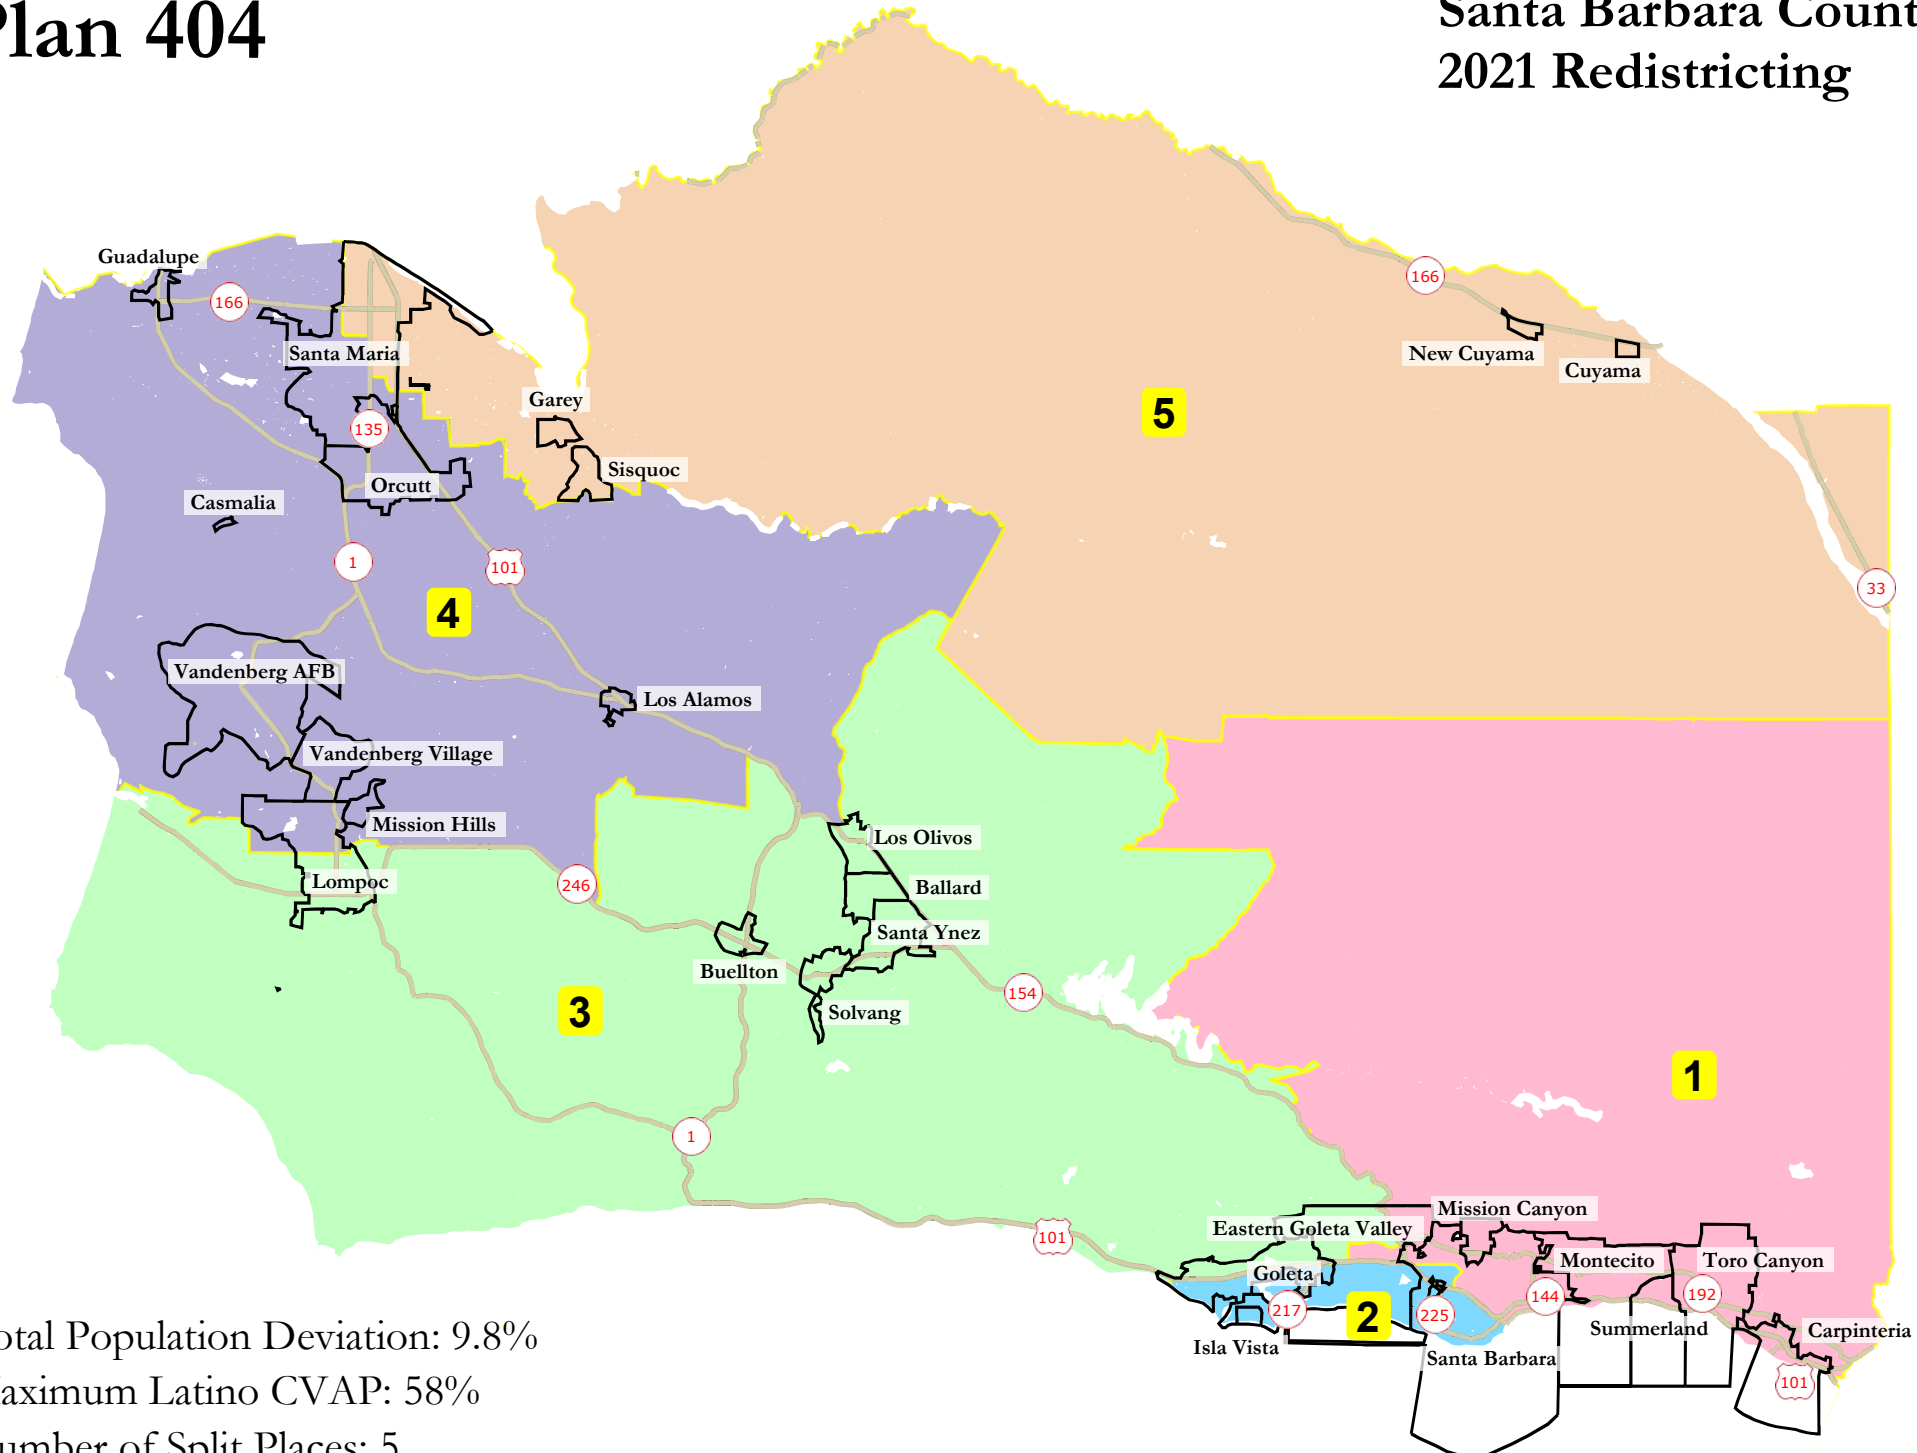 Plan 404
Santa Barbara Count
2021 Redistricting
Guadalupe
166
Santa Maria
135
Orcutt
Casmalia
1
101
4
Garey
Sisquoc
5
166
New Cuyama
Cuyama
33
Vandenberg AFB
Los Alamos
Vandenberg Village
Mission Hills
Lompoc
246
Los Olivos
Ballard
Santa Ynez
Buellton
Solvang
154
3
1
1
101
Mission Canyon
Eastern Goleta Valley
Goleta
Montecito
Toro Canyon
217
2
225
144
192
Isla Vista
Santa Barbara
Summerland
Carpinteria
101
otal Population Deviation: 9.8%
aximum Latino CVAP: 58%
umber of Split Places: 5